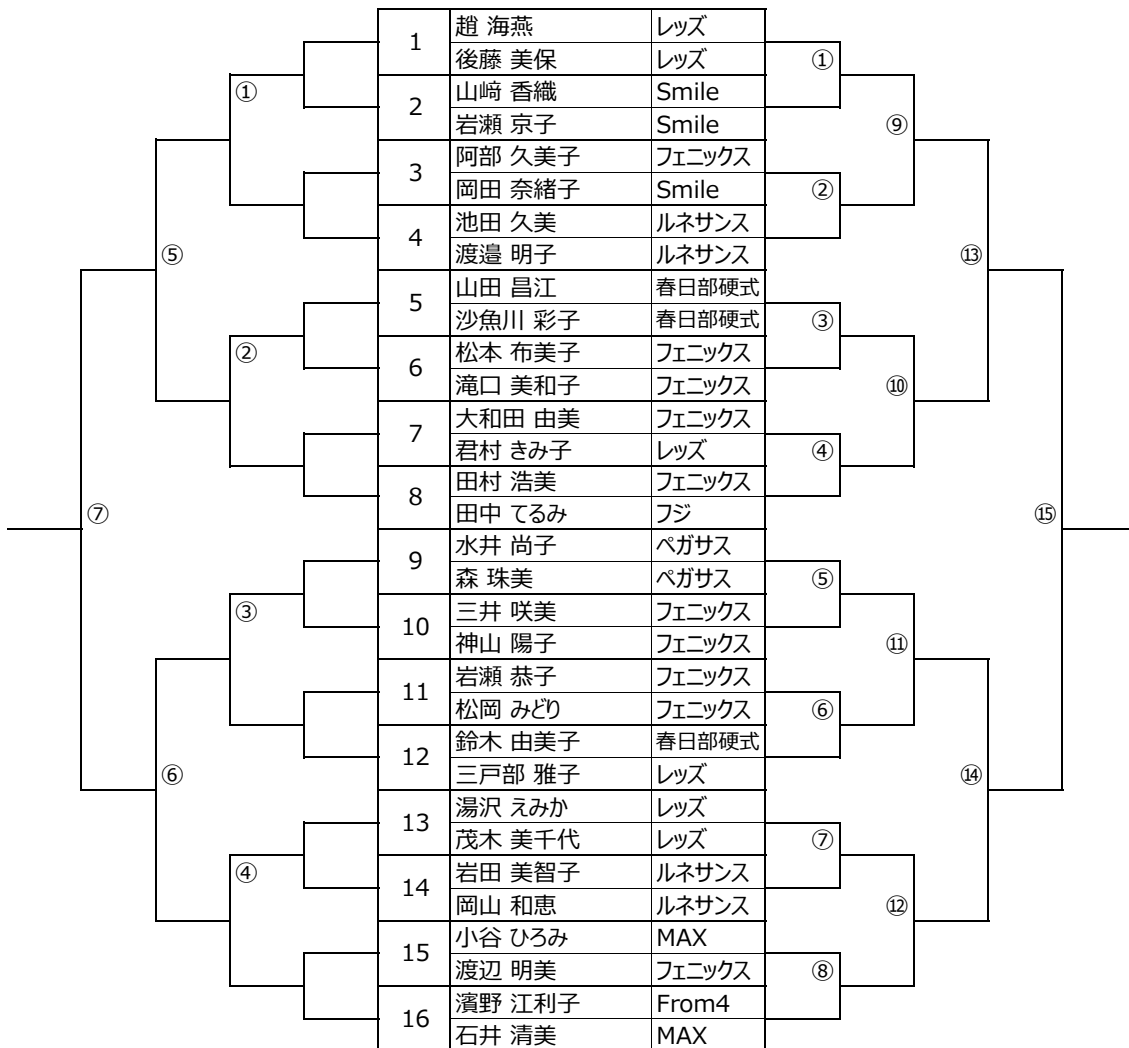 趙 海燕 レッズ
1
後藤 美保 レッズ ①
① 山﨑 香織 Smile
2
岩瀬 京子 Smile ⑨
阿部 久美子 フェニックス
3
岡田 奈緒子 Smile ②
池田 久美 ルネサンス
4
⑤ 渡邉 明子 ルネサンス ⑬
山田 昌江 春日部硬式
5
沙魚川 彩子 春日部硬式 ③
② 松本 布美子 フェニックス
6
滝口 美和子 フェニックス ⑩
大和田 由美 フェニックス
7
君村 きみ子 レッズ ④
田村 浩美 フェニックス
8
⑦ 田中 てるみ フジ ⑮
水井 尚子 ペガサス
9
森 珠美 ペガサス ⑤
③ 三井 咲美 フェニックス
10
神山 陽子 フェニックス ⑪
岩瀬 恭子 フェニックス
11
松岡 みどり フェニックス ⑥
鈴木 由美子 春日部硬式
12
⑥ 三戸部 雅子 レッズ ⑭
湯沢 えみか レッズ
13
茂木 美千代 レッズ ⑦
④ 岩田 美智子 ルネサンス
14
岡山 和恵 ルネサンス ⑫
小谷 ひろみ MAX
15
渡辺 明美 フェニックス ⑧
濱野 江利子 From4
16
石井 清美 MAX